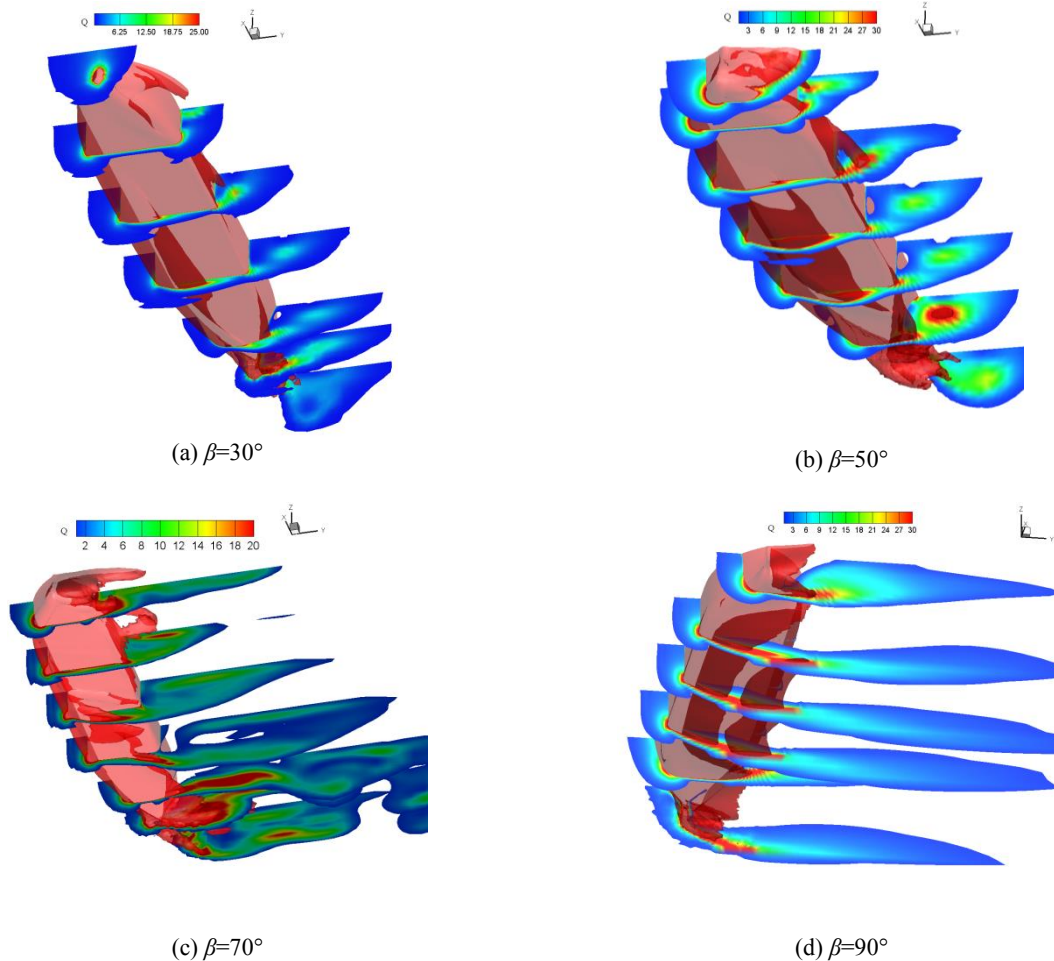 Q 6.25 12.50 18.75 25.00
X Z Y
Q 3 6 9 12 15 18 21 24 27 30
X Z Y
(a) β=30°
(b) β=50°
Q 2 4 6 8 10 12 14 16 18 20
X Z Y
Q 3 6 9 12 15 18 21 24 27 30
Z X Y
(c) β=70°
(d) β=90°